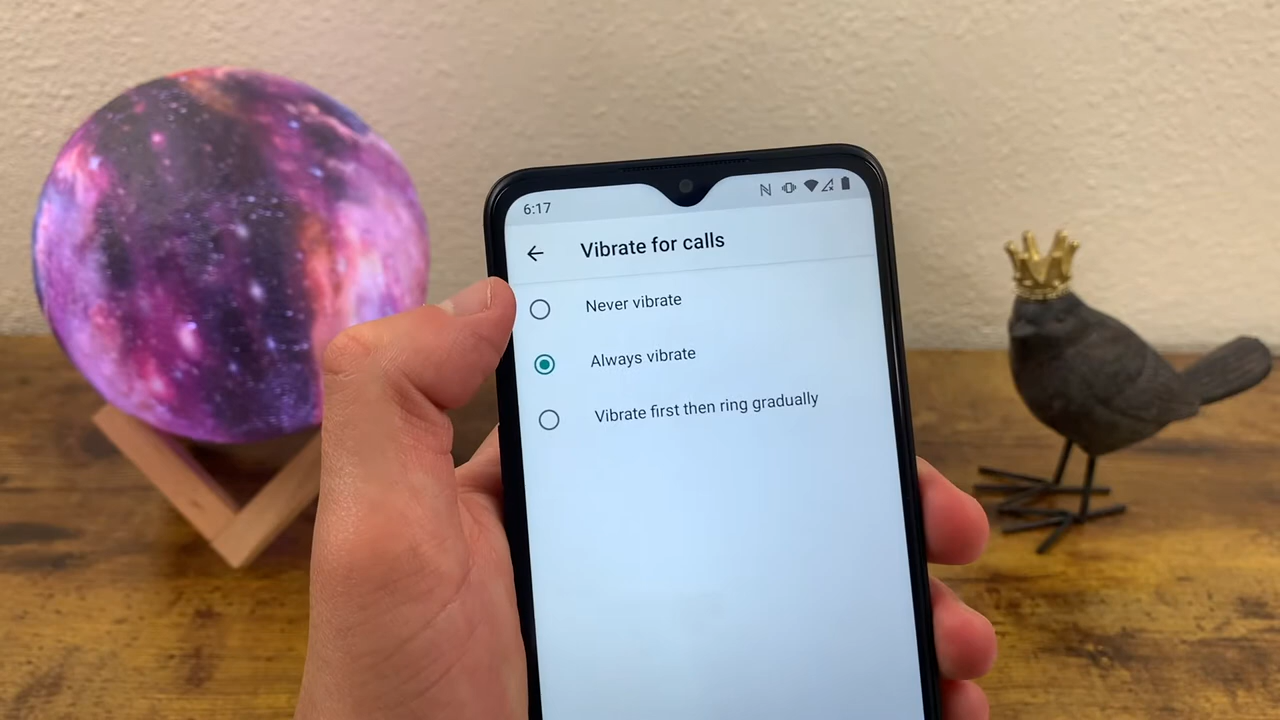 6:17
Vibrate for calls
Never vibrate
Always vibrate
Vibrate first then ring gradually